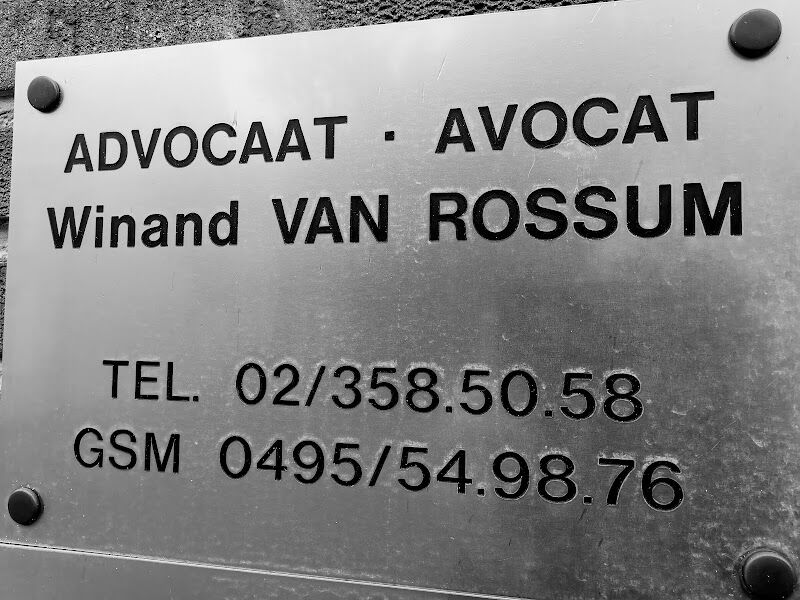 ADVOCAAT · AVOCAT
Winand VAN ROSSUM
TEL. 02/358.50.58
GSM 0495/54.98.76